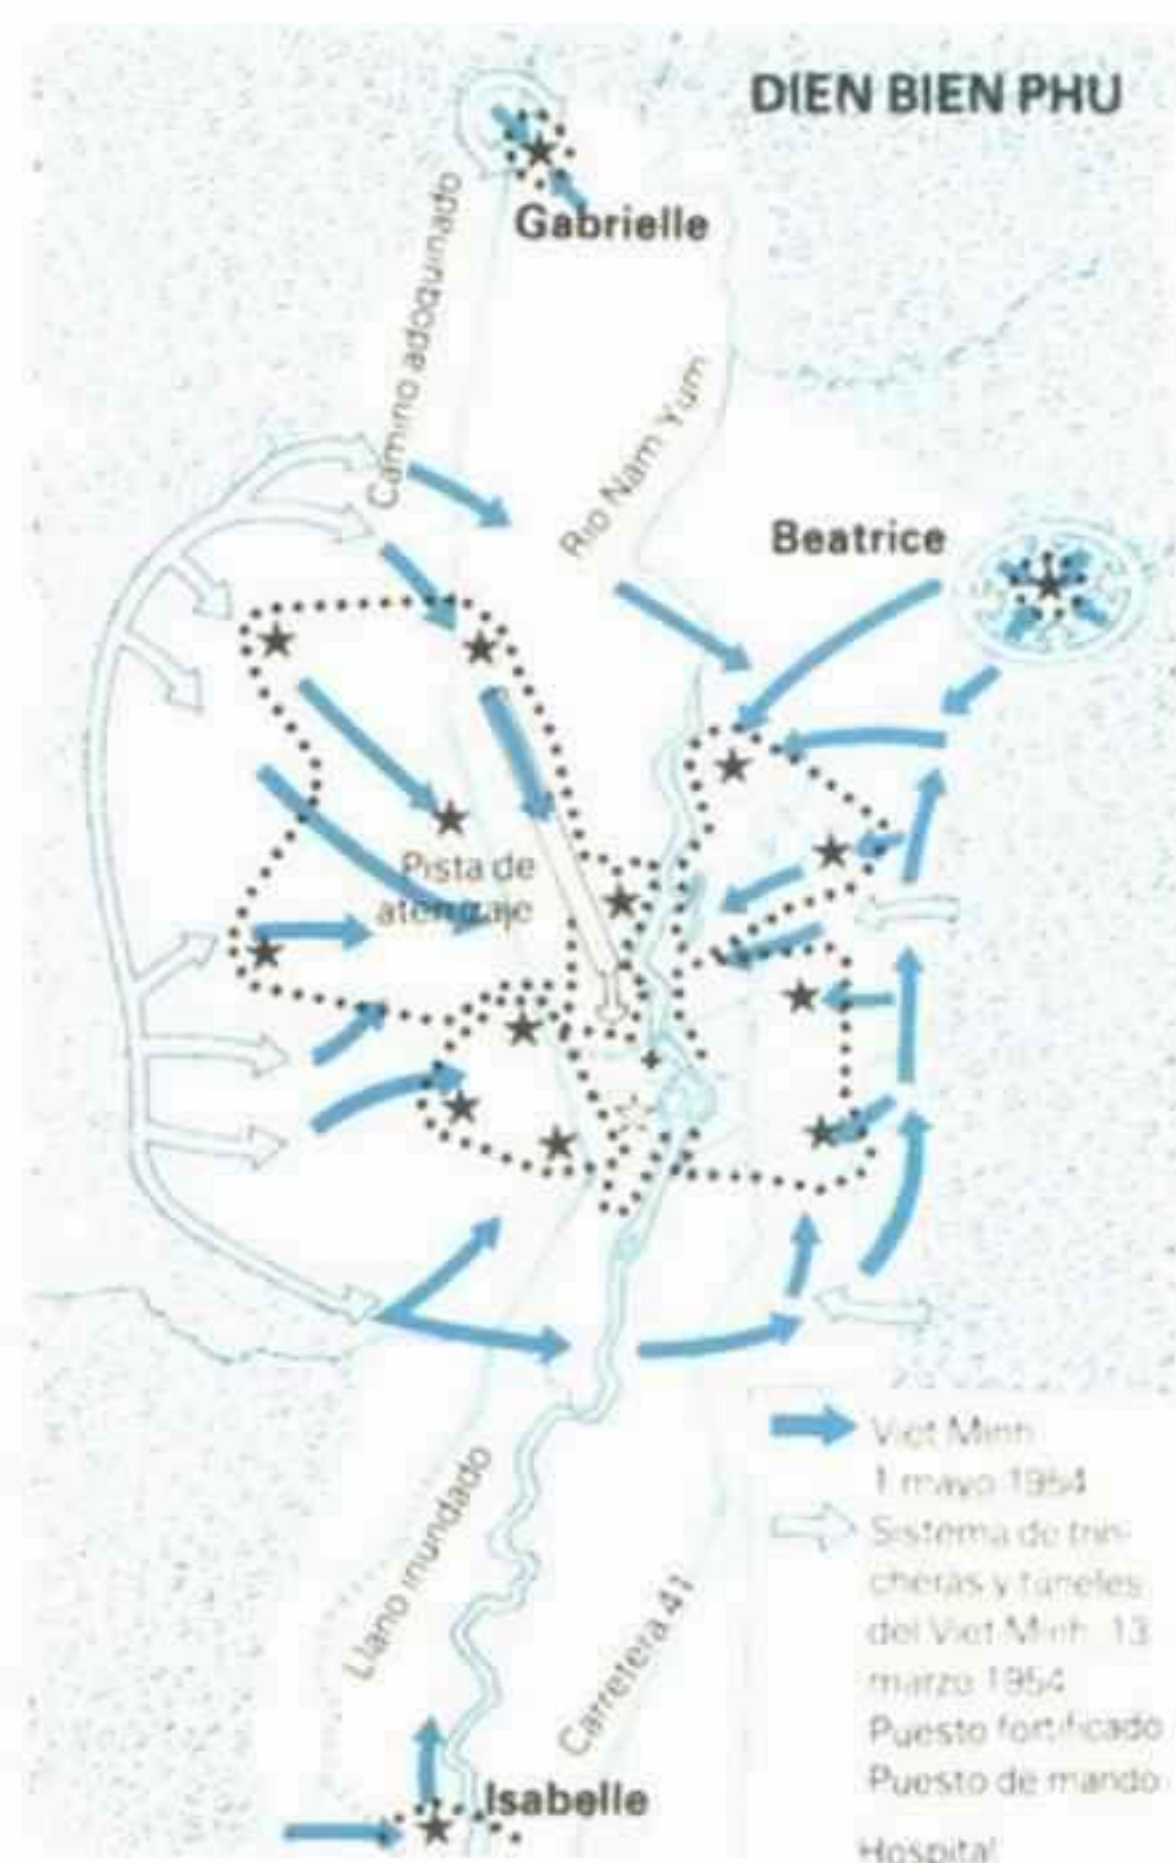 DIEN BIEN PHU
Gabrielle
Camino adoquinado
Rio Nam Yum
Beatrice
Pista de
aterrizaje
Llano inundado
Carretera 41
Isabelle
Viet Minh
1 mayo 1954
Sistema de trin-
cheras y tuneles
del Viet Minh. 13
marzo 1954
Puesto fortificado
Puesto de mando
Hospital